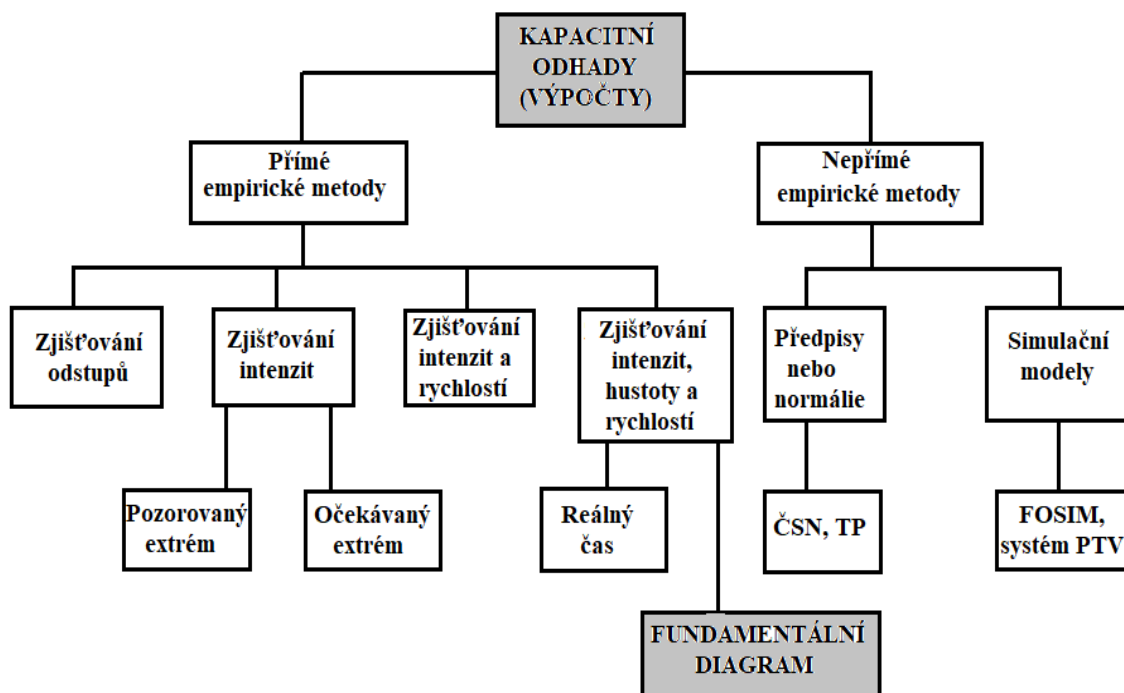 KAPACITNÍ
ODHADY
(VÝPOČTY)
Přímé
empirické metody
Nepřímé
empirické metody
Zjišťování
odstupů
Zjišťování
intenzit
Zjišťování
intenzit a
rychlostí
Zjišťování
intenzit,
hustoty a
rychlostí
Předpisy
nebo
normálie
Simulační
modely
Pozorovaný
extrém
Očekávaný
extrém
Reálný
čas
ČSN, TP
FOSIM,
systém PTV
FUNDAMENTÁLNÍ
DIAGRAM